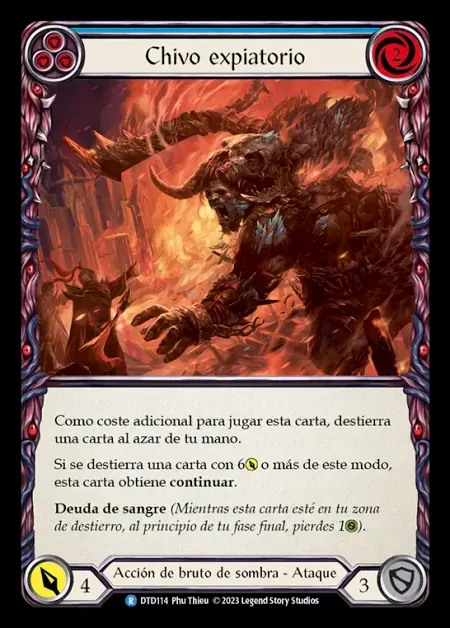 Chivo expiatorio
2
Como coste adicional para jugar esta carta, destierra
una carta al azar de tu mano.
Si se destierra una carta con 6 o más de este modo,
esta carta obtiene continuar.
Deuda de sangre (Mientras esta carta esté en tu zona
de destierro, al principio de tu fase final, pierdes 1).
4
Acción de bruto de sombra - Ataque
3
R DTD114 Phu Thieu ©2023 Legend Story Studios